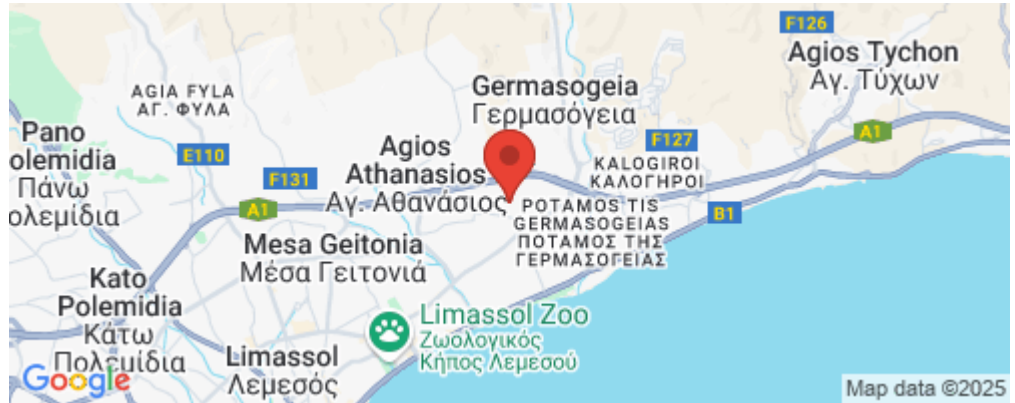 F126
Agios Tychon
Αγ. Τύχων
Germasogeia
Γερμασόγεια
AGIA FYLA
ΑΓ. ΦΥΛΑ
A1
Pano
olemidia
Πάνω
ολεμίδια
E110
F127
Agios
Athanasios
Αγ. Αθανάσιος
KALOGIROI
ΚΑΛΟΓΗΡΟΙ
F131
A1
POTAMOS TIS
GERMASOGEIAS
ΠΟΤΑΜΟΣ ΤΗΣ
ΓΕΡΜΑΣΟΓΕΙΑΣ
B1
Mesa Geitonia
Μέσα Γειτονιά
Kato
Polemidia
Κάτω
Πολεμίδια
Limassol Zoo
Ζωολογικός
Κήπος Λεμεσού
Limassol
Λεμεσός
Google
Map data ©2025